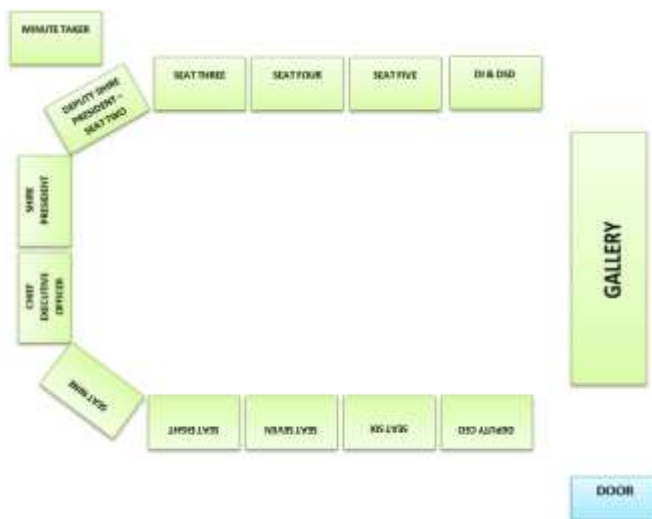 MINUTE TAKER
DEPUTY SHIRE
PRESIDENT –
SEAT TWO
SEAT THREE
SEAT FOUR
SEAT FIVE
DI & DSD
SHIRE
PRESIDENT
CHIEF
EXECUTIVE
OFFICER
GALLERY
SEAT NINE
SEAT EIGHT
SEAT SEVEN
SEAT SIX
DEPUTY CEO
DOOR